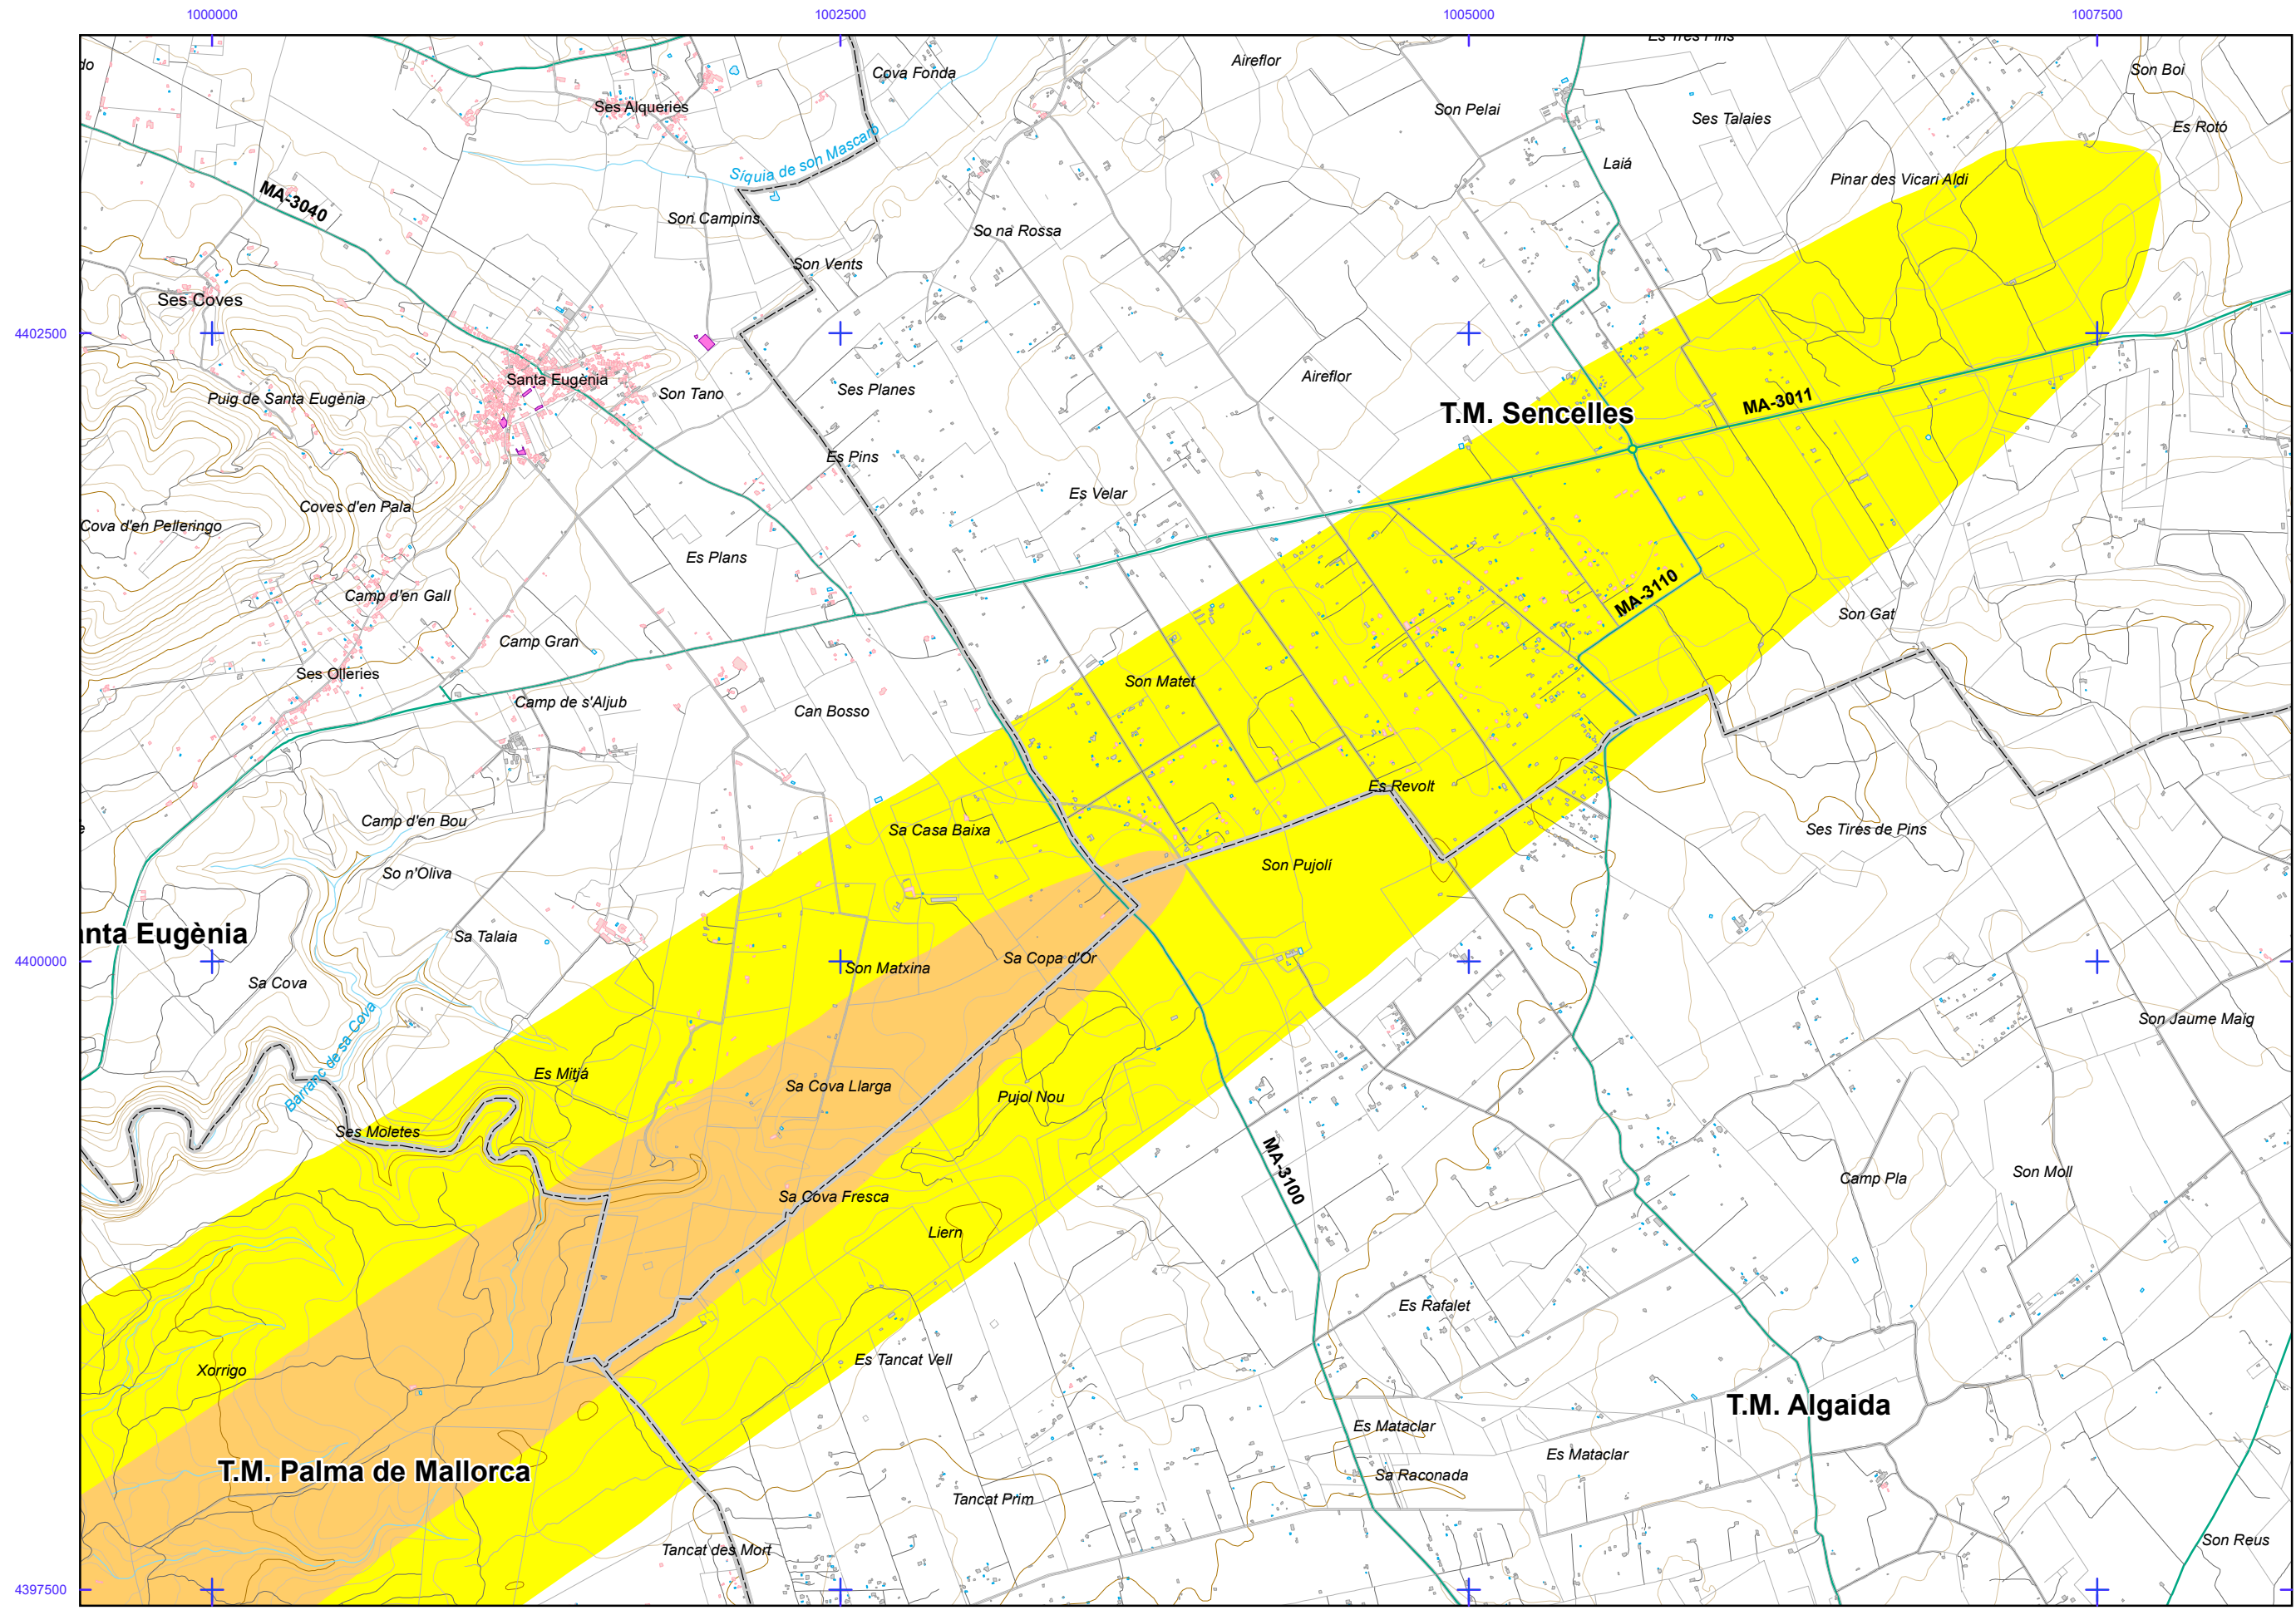 1000000
1002500
1005000
1007500
Es Tres Pins
do
Cova Fonda
Aireflor
Son Boi
Ses Alqueries
Son Pelai
Ses Talaies
Es Rotó
Síquia de son Mascaró
Laiá
Pinar des Vicari Aldi
MA-3040
Son Campins
So na Rossa
Son Vents
Ses Coves
4402500
Santa Eugènia
Aireflor
Son Tano
Ses Planes
Puig de Santa Eugènia
MA-3011
T.M. Sencelles
Es Pins
Es Velar
Coves d'en Pala
Cova d'en Pelleringo
Es Plans
Camp d'en Gall
MA-3110
Son Gat
Camp Gran
Ses Olleries
Son Matet
Camp de s'Aljub
Can Bosso
Es Revolt
Camp d'en Bou
e
Sa Casa Baixa
Ses Tires de Pins
So n'Oliva
Son Pujolí
anta Eugènia
Sa Talaia
4400000
Son Matxina
Sa Copa d'Or
Sa Cova
Son Jaume Maig
Barranc de sa Cova
Es Mitjá
Sa Cova Llarga
Pujol Nou
Ses Moletes
MA-3100
Camp Pla
Son Moll
Sa Cova Fresca
Liern
Es Rafalet
Es Tancat Vell
Xorrigo
T.M. Algaida
Es Mataclar
Es Mataclar
T.M. Palma de Mallorca
Sa Raconada
Tancat Prim
Tancat des Mort
Son Reus
4397500